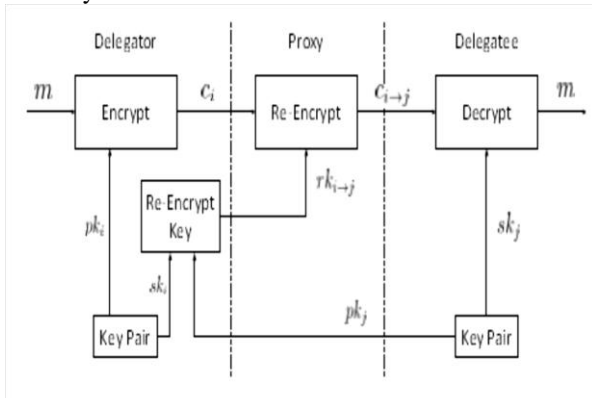 Delegator Proxy Delegatee
m Encrypt c_i Re-Encrypt c_{i→j} Decrypt m
rk_{i→j}
Re-Encrypt
Key
pk_i sk_j
sk_i
pk_j
Key Pair Key Pair